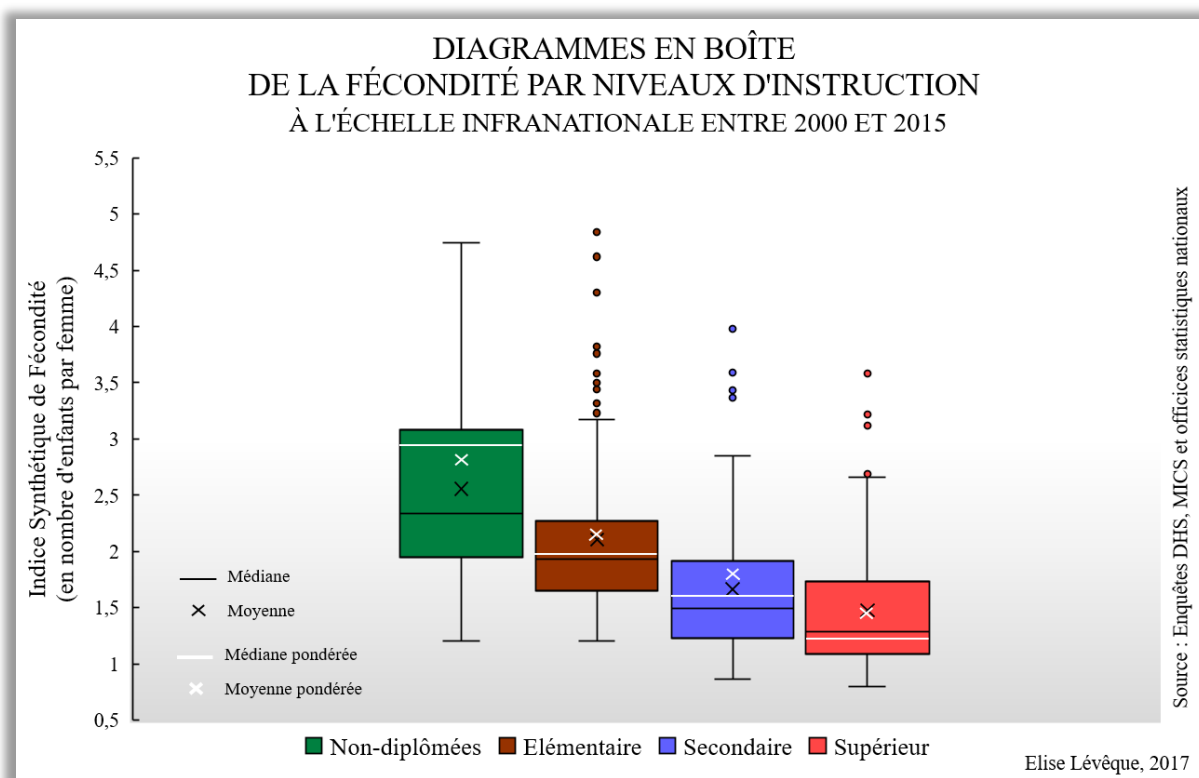 DIAGRAMMES EN BOÎTE
DE LA FÉCONDITÉ PAR NIVEAUX D'INSTRUCTION
À L'ÉCHELLE INFRANATIONALE ENTRE 2000 ET 2015
Indice Synthétique de Fécondité
(en nombre d'enfants par femme)
5,5
5
4,5
4
3,5
3
2,5
2
1,5
1
0,5
Médiane
Moyenne
Médiane pondérée
Moyenne pondérée
Non-diplômées
Elémentaire
Secondaire
Supérieur
Source : Enquêtes DHS, MICS et officices statistiques nationaux
Elise Lévêque, 2017